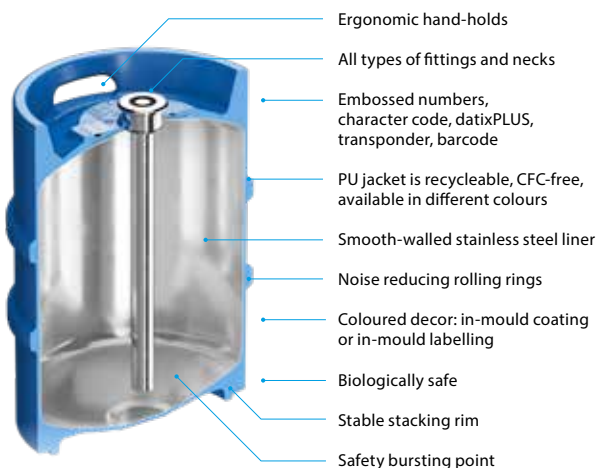 Ergonomic hand-holds
All types of fittings and necks
Embossed numbers,
character code, datixPLUS,
transponder, barcode
PU jacket is recycleable, CFC-free,
available in different colours
Smooth-walled stainless steel liner
Noise reducing rolling rings
Coloured decor: in-mould coating
or in-mould labelling
Biologically safe
Stable stacking rim
Safety bursting point